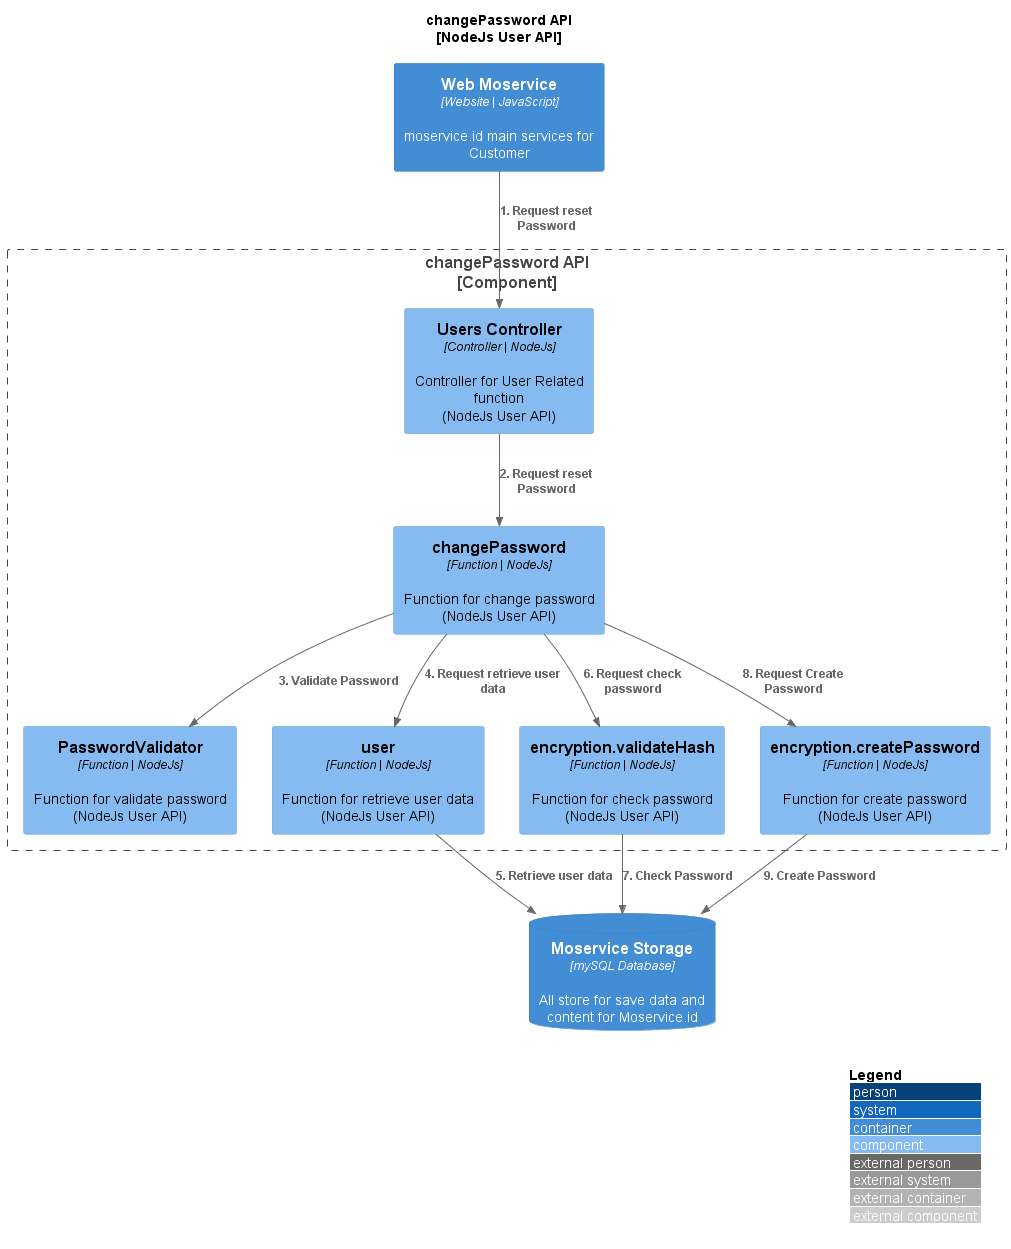 changePassword API
[NodeJs User API]
Web Moservice
[Website | JavaScript]
moservice.id main services for
Customer
1. Request reset
Password
changePassword API
[Component]
Users Controller
[Controller | NodeJs]
Controller for User Related
function
(NodeJs User API)
2. Request reset
Password
changePassword
[Function | NodeJs]
Function for change password
(NodeJs User API)
3. Validate Password
4. Request retrieve user
data
6. Request check
password
8. Request Create
Password
PasswordValidator
[Function | NodeJs]
Function for validate password
(NodeJs User API)
user
[Function | NodeJs]
Function for retrieve user data
(NodeJs User API)
encryption.validateHash
[Function | NodeJs]
Function for check password
(NodeJs User API)
encryption.createPassword
[Function | NodeJs]
Function for create password
(NodeJs User API)
5. Retrieve user data
7. Check Password
9. Create Password
Moservice Storage
[mySQL Database]
All store for save data and
content for Moservice.id
Legend
person
system
container
component
external person
external system
external container
external component